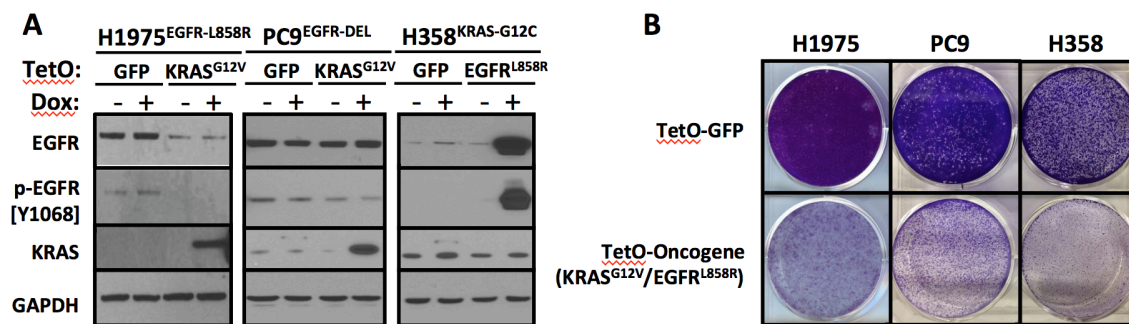 A
H1975EGFR-L858R PC9EGFR-DEL H358KRAS-G12C
TetO: GFP KRASG12V GFP KRASG12V GFP EGFRL858R
Dox: - + - + - + - + - + - +
EGFR
p-EGFR
[Y1068]
KRAS
GAPDH
B
H1975 PC9 H358
TetO-GFP
TetO-Oncogene
(KRASG12V/EGFRL858R)